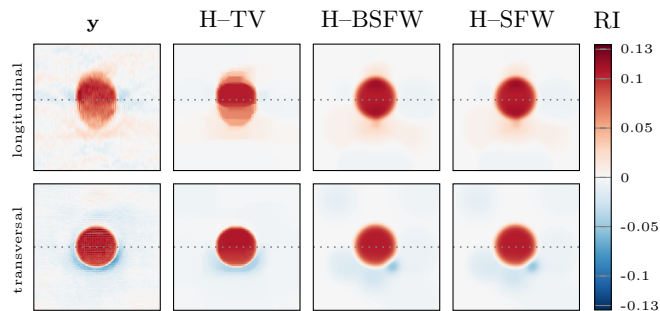 y H–TV H–BSFW H–SFW RI
longitudinal
transversal
0.13
0.1
0.05
0
-0.05
-0.1
-0.13